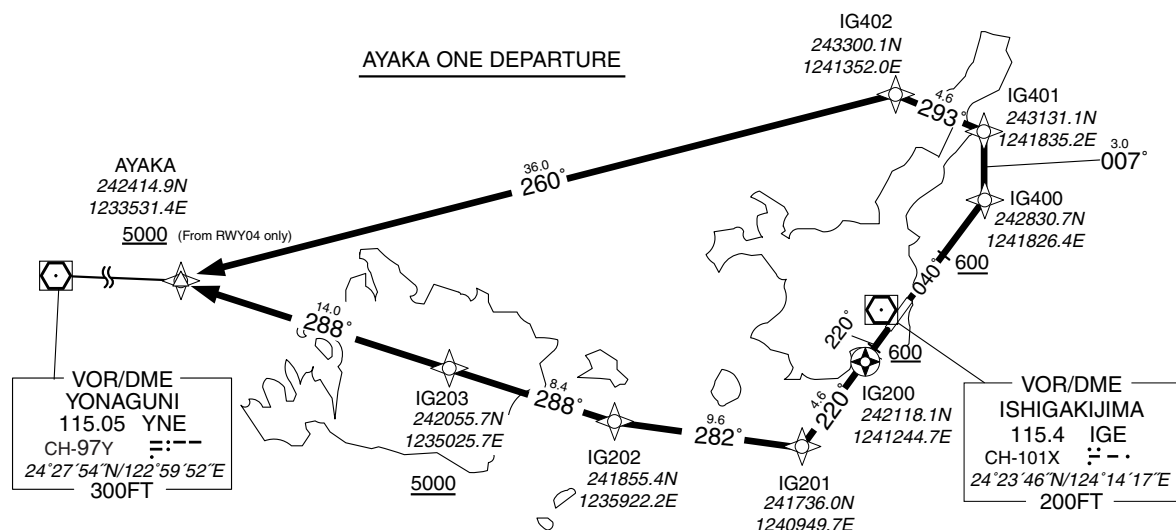 AYAKA ONE DEPARTURE
IG402
243300.1N
1241352.0E
4.6
293°
IG401
243131.1N
1241835.2E
3.0
007°
36.0
260°
AYAKA
242414.9N
1233531.4E
5000 (From RWY04 only)
IG400
242830.7N
1241826.4E
600
040°
220°
600
14.0
288°
IG203
242055.7N
1235025.7E
8.4
288°
5000
IG202
241855.4N
1235922.2E
9.6
282°
4.6
220°
IG200
242118.1N
1241244.7E
IG201
241736.0N
1240949.7E
VOR/DME
YONAGUNI
115.05 YNE
CH-97Y
24°27´54˝N/122°59´52˝E
300FT
VOR/DME
ISHIGAKIJIMA
115.4 IGE
CH-101X
24°23´46˝N/124°14´17˝E
200FT